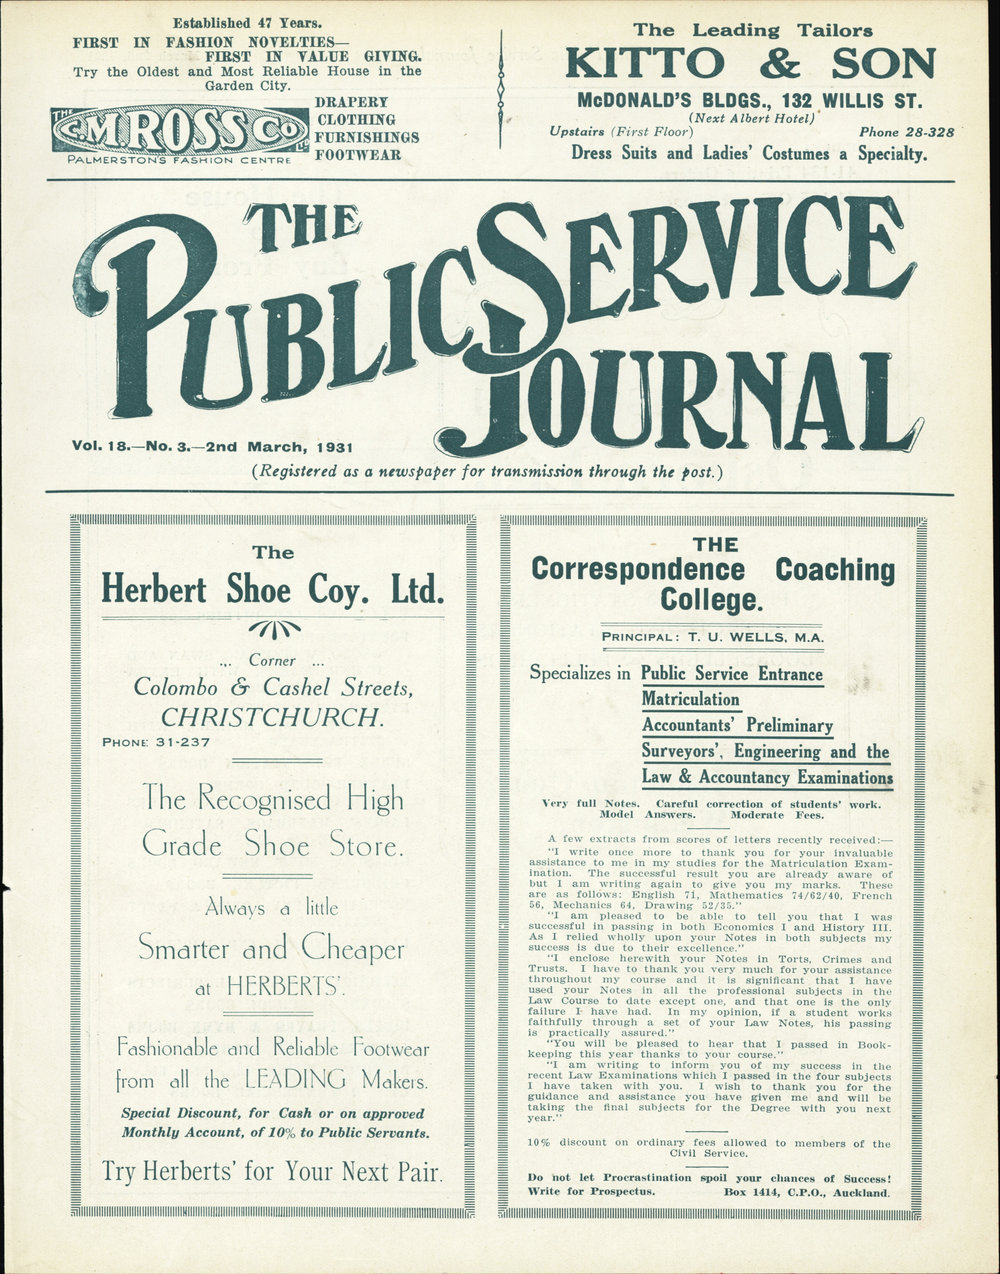 Established 47 Years.
FIRST IN FASHION NOVELTIES—
FIRST IN VALUE GIVING.
Try the Oldest and Most Reliable House in the
Garden City.
THE C.M. ROSS Co LTD
PALMERSTON'S FASHION CENTRE
DRAPERY
CLOTHING
FURNISHINGS
FOOTWEAR
The Leading Tailors
KITTO & SON
McDONALD'S BLDGS., 132 WILLIS ST.
(Next Albert Hotel)
Upstairs (First Floor) Phone 28-328
Dress Suits and Ladies' Costumes a Specialty.
THE
PUBLIC SERVICE
JOURNAL
Vol. 18.—No. 3.—2nd March, 1931
(Registered as a newspaper for transmission through the post.)
The
Herbert Shoe Coy. Ltd.
... Corner ...
Colombo & Cashel Streets,
CHRISTCHURCH.
PHONE: 31-237
The Recognised High
Grade Shoe Store.
Always a little
Smarter and Cheaper
at HERBERTS'.
Fashionable and Reliable Footwear
from all the LEADING Makers.
Special Discount, for Cash or on approved
Monthly Account, of 10% to Public Servants.
Try Herberts' for Your Next Pair.
THE
Correspondence Coaching
College.
PRINCIPAL: T. U. WELLS, M.A.
Specializes in Public Service Entrance
Matriculation
Accountants' Preliminary
Surveyors', Engineering and the
Law & Accountancy Examinations
Very full Notes. Careful correction of students' work.
Model Answers. Moderate Fees.
A few extracts from scores of letters recently received:—
"I write once more to thank you for your invaluable
assistance to me in my studies for the Matriculation Exam-
ination. The successful result you are already aware of
but I am writing again to give you my marks. These
are as follows: English 71, Mathematics 74/62/40, French
56, Mechanics 64, Drawing 52/35."
"I am pleased to be able to tell you that I was
successful in passing in both Economics I and History III.
As I relied wholly upon your Notes in both subjects my
success is due to their excellence."
"I enclose herewith your Notes in Torts, Crimes and
Trusts. I have to thank you very much for your assistance
throughout my course and it is significant that I have
used your Notes in all the professional subjects in the
Law Course to date except one, and that one is the only
failure I have had. In my opinion, if a student works
faithfully through a set of your Law Notes, his passing
is practically assured."
"You will be pleased to hear that I passed in Book-
keeping this year thanks to your course."
"I am writing to inform you of my success in the
recent Law Examinations which I passed in the four subjects
I have taken with you. I wish to thank you for the
guidance and assistance you have given me and will be
taking the final subjects for the Degree with you next
year."
10% discount on ordinary fees allowed to members of the
Civil Service.
Do not let Procrastination spoil your chances of Success!
Write for Prospectus. Box 1414, C.P.O., Auckland.